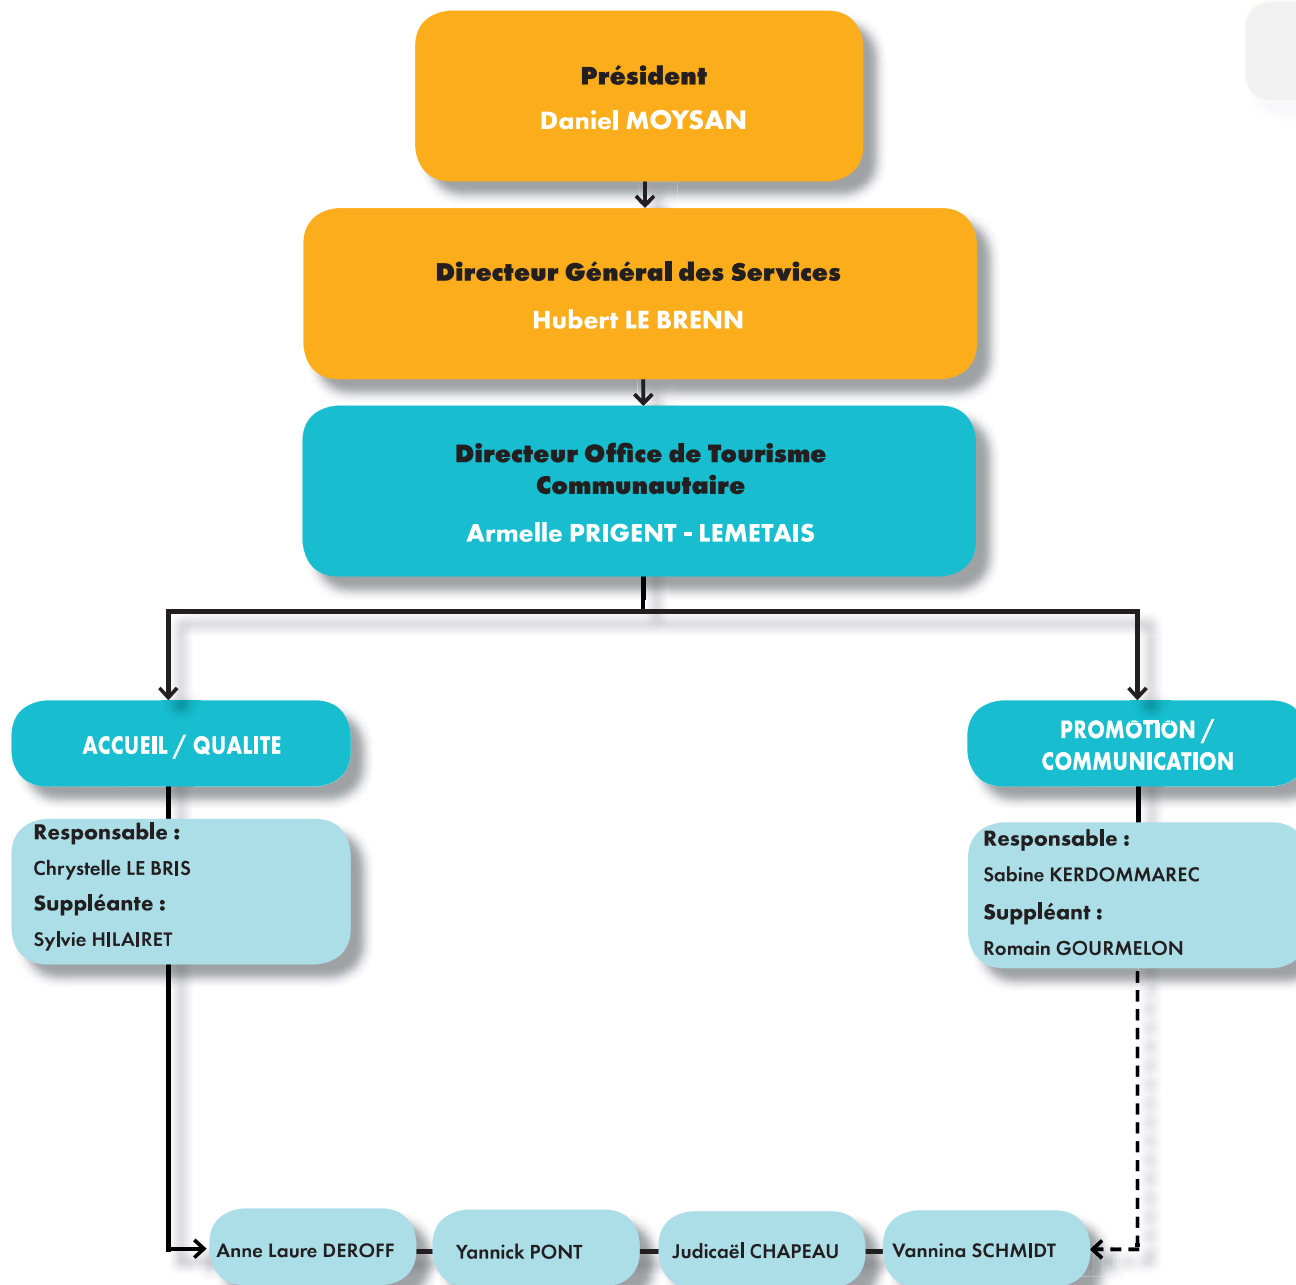 Président
Daniel MOYSAN
Directeur Général des Services
Hubert LE BRENN
Directeur Office de Tourisme
Communautaire
Armelle PRIGENT - LEMETAIS
ACCUEIL / QUALITE
PROMOTION /
COMMUNICATION
Responsable :
Chrystelle LE BRIS
Suppléante :
Sylvie HILAIRET
Responsable :
Sabine KERDOMMAREC
Suppléant :
Romain GOURMELON
Anne Laure DEROFF
Yannick PONT
Judicaël CHAPEAU
Vannina SCHMIDT